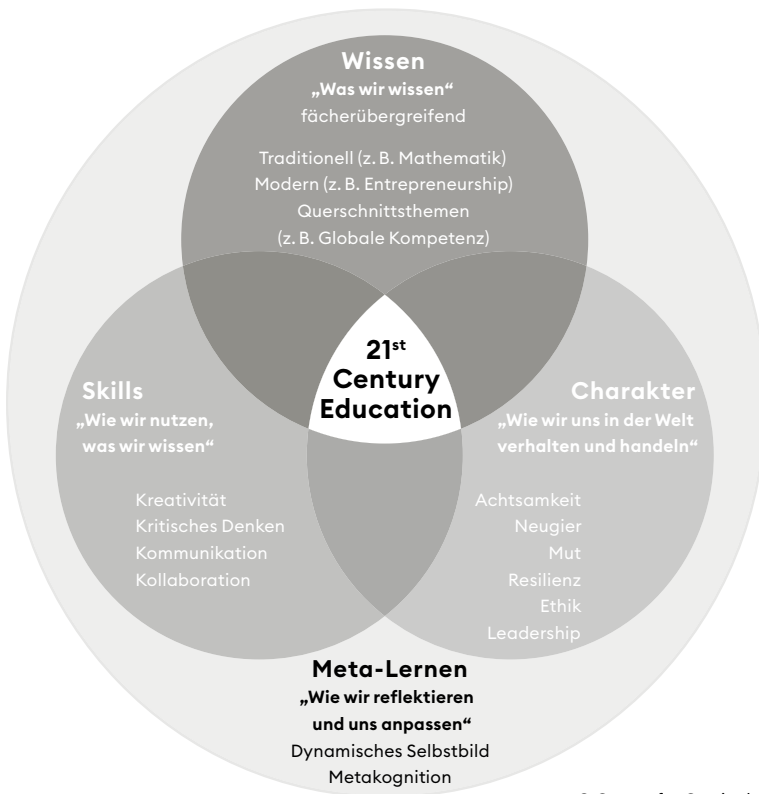 Wissen
„Was wir wissen“
fächerübergreifend
Traditionell (z. B. Mathematik)
Modern (z. B. Entrepreneurship)
Querschnittsthemen
(z. B. Globale Kompetenz)
21st
Century
Education
Skills
„Wie wir nutzen,
was wir wissen“
Kreativität
Kritisches Denken
Kommunikation
Kollaboration
Charakter
„Wie wir uns in der Welt
verhalten und handeln“
Achtsamkeit
Neugier
Mut
Resilienz
Ethik
Leadership
Meta-Lernen
„Wie wir reflektieren
und uns anpassen“
Dynamisches Selbstbild
Metakognition